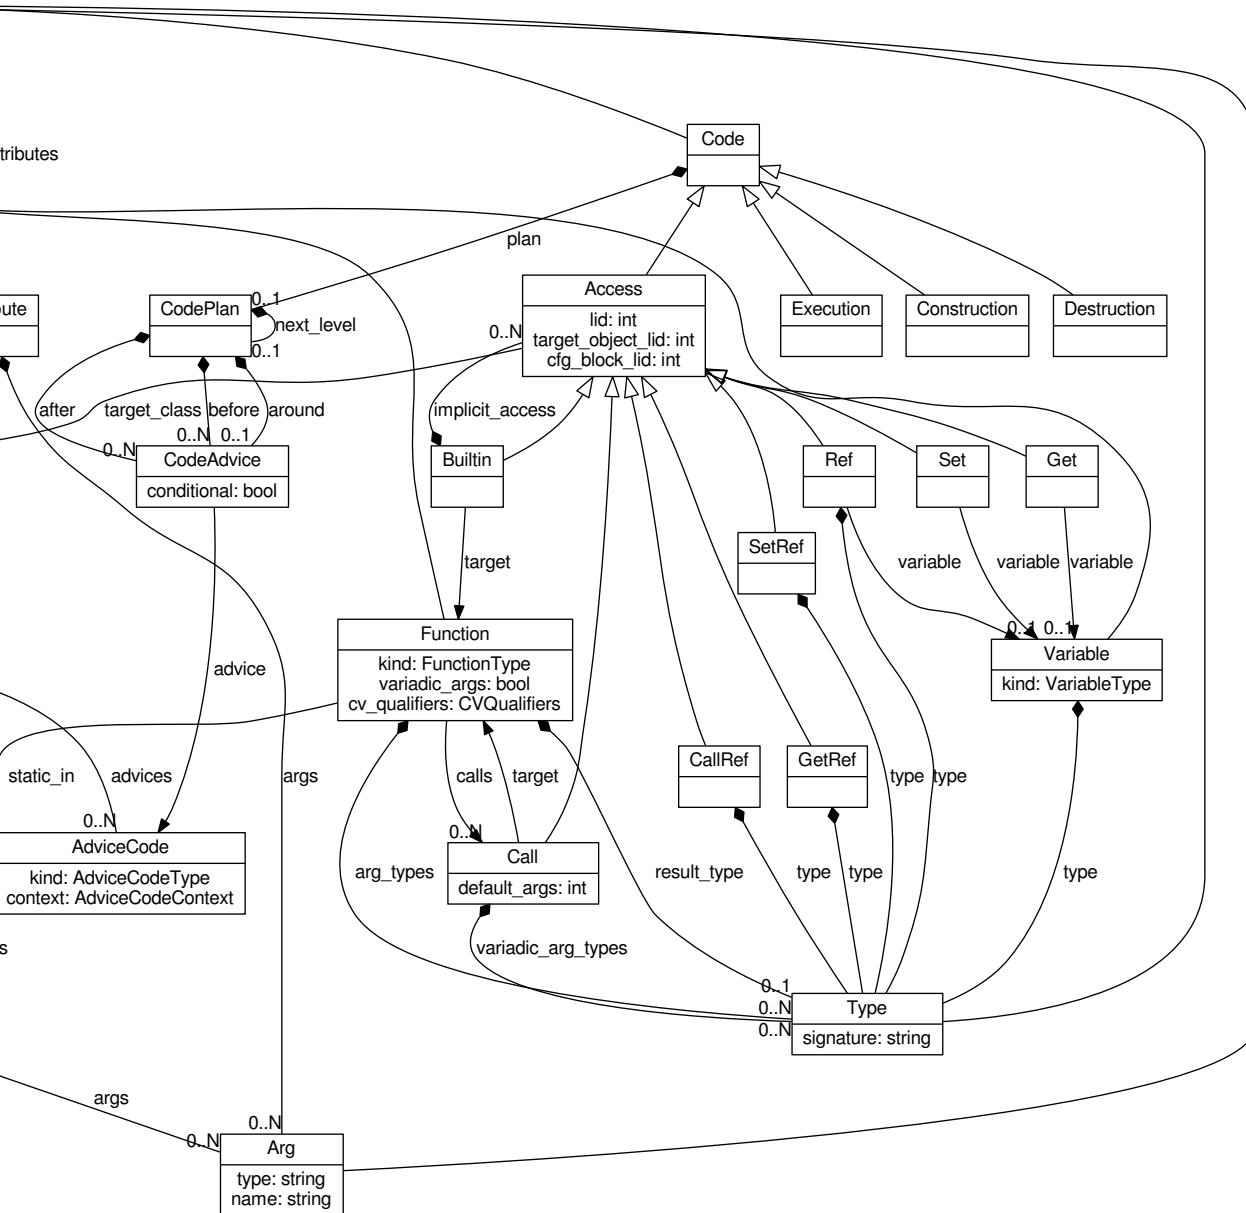 Code
tributes
plan
Access
lid: int
target_object_lid: int
cfg_block_lid: int
Execution
Construction
Destruction
ute
CodePlan
0..1
next_level
0..1
0..N
after
target_class
before
around
implicit_access
0..N
0..N
0..1
CodeAdvice
conditional: bool
Builtin
Ref
Set
Get
SetRef
target
variable
variable
variable
0..1
0..1
Function
kind: FunctionType
variadic_args: bool
cv_qualifiers: CVQualifiers
Variable
kind: VariableType
advice
static_in
advices
args
calls
target
CallRef
GetRef
type
type
0..N
0..N
AdviceCode
kind: AdviceCodeType
context: AdviceCodeContext
Call
default_args: int
arg_types
result_type
type
type
type
s
variadic_arg_types
0..1
0..N
0..N
Type
signature: string
args
0..N
0..N
Arg
type: string
name: string